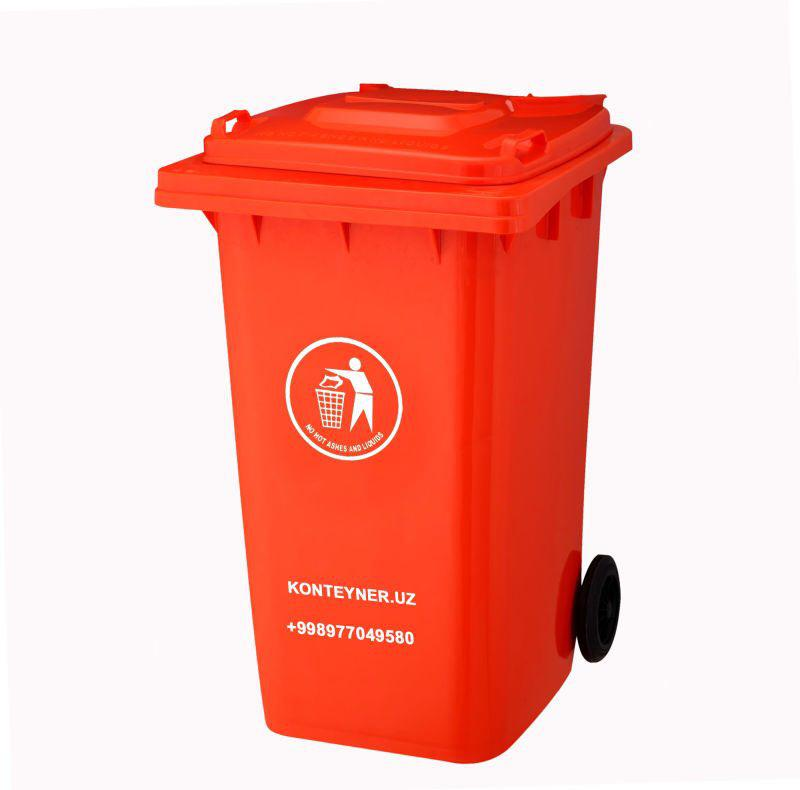 NO HOT ASHES AND LIQUIDS
KONTEYNER.UZ
+998977049580